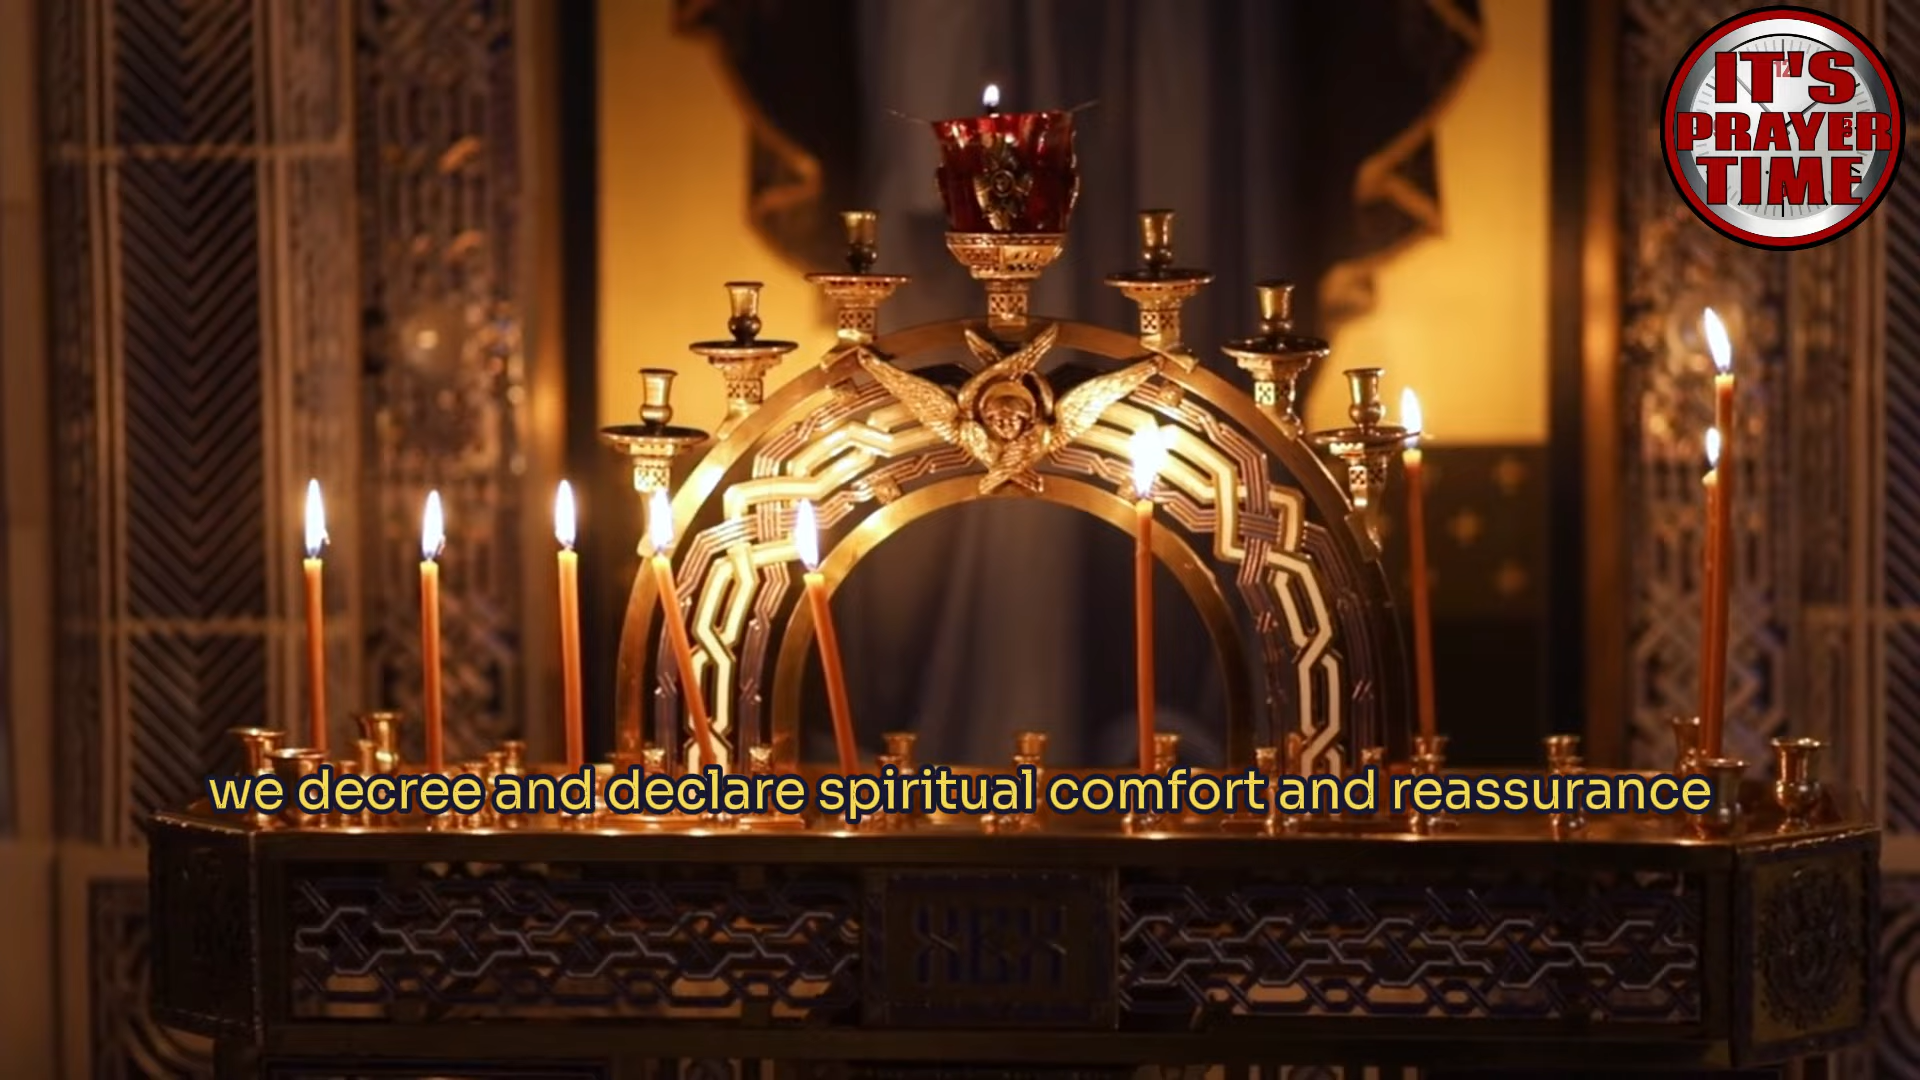 IT'S
PRAYER
TIME
we decree and declare spiritual comfort and reassurance